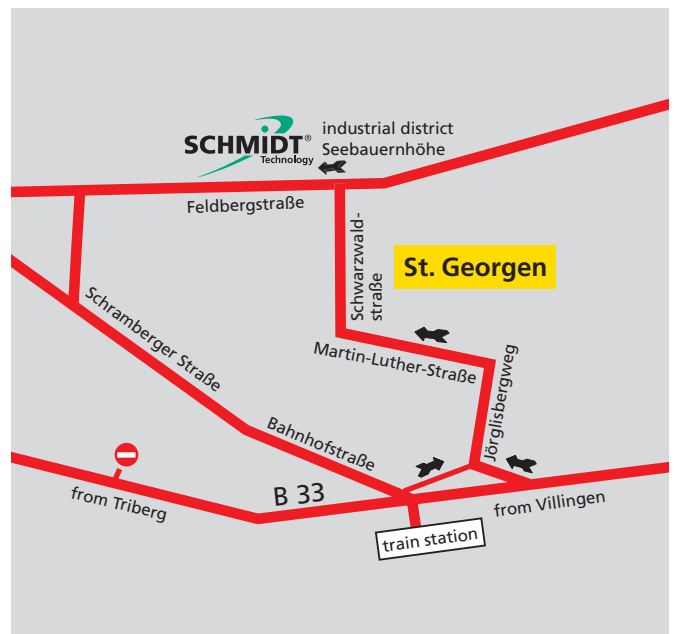 SCHMIDT®
Technology
industrial district
Seebauernhöhe
Feldbergstraße
Schwarzwald-
straße
St. Georgen
Schramberger Straße
Martin-Luther-Straße
Jörglisbergweg
Bahnhofstraße
B 33
from Triberg
from Villingen
train station